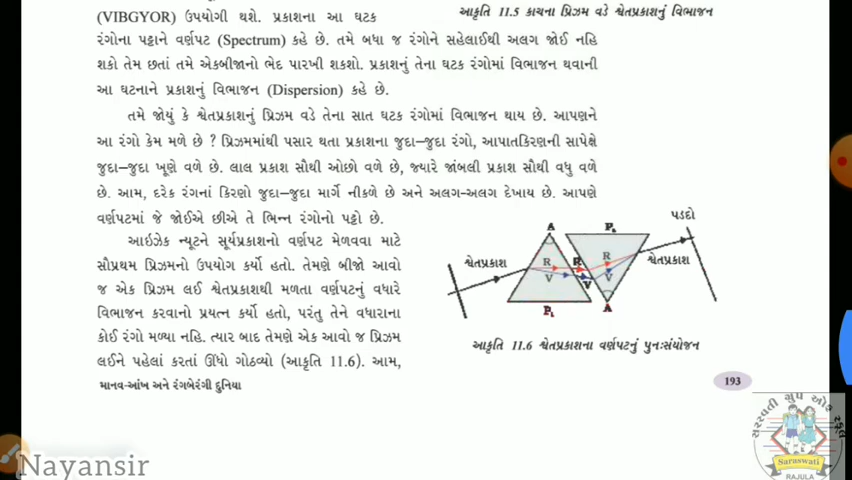 (VIBGYOR) ઉપયોગી થશે. પ્રકાશના આ ઘટક
આકૃતિ 11.5 કાચના પ્રિઝમ વડે શ્વેતપ્રકાશનું વિભાજન
રંગોના પટ્ટાને વર્ણપટ (Spectrum) કહે છે. તમે બધા જ રંગોને સહેલાઈથી અલગ જોઈ નહિ
શકો તેમ છતાં તમે એકબીજાનો ભેદ પારખી શકશો. પ્રકાશનું તેના ઘટક રંગોમાં વિભાજન થવાની
આ ઘટનાને પ્રકાશનું વિભાજન (Dispersion) કહે છે.
તમે જોયું કે શ્વેતપ્રકાશનું પ્રિઝમ વડે તેના સાત ઘટક રંગોમાં વિભાજન થાય છે. આપણને
આ રંગો કેમ મળે છે ? પ્રિઝમમાંથી પસાર થતા પ્રકાશના જુદા–જુદા રંગો, આપાતકિરણની સાપેક્ષે
જુદા–જુદા ખૂણે વળે છે. લાલ પ્રકાશ સૌથી ઓછો વળે છે, જ્યારે જાંબલી પ્રકાશ સૌથી વધુ વળે
છે. આમ, દરેક રંગનાં કિરણો જુદા–જુદા માર્ગે નીકળે છે અને અલગ–અલગ દેખાય છે. આપણે
વર્ણપટમાં જે જોઈએ છીએ તે ભિન્ન રંગોનો પટ્ટો છે.
આઇઝેક ન્યૂટને સૂર્યપ્રકાશનો વર્ણપટ મેળવવા માટે
સૌપ્રથમ પ્રિઝમનો ઉપયોગ કર્યો હતો. તેમણે બીજો આવો
જ એક પ્રિઝમ લઈ શ્વેતપ્રકાશથી મળતા વર્ણપટનું વધારે
વિભાજન કરવાનો પ્રયત્ન કર્યો હતો, પરંતુ તેને વધારાના
કોઈ રંગો મળ્યા નહિ. ત્યાર બાદ તેમણે એક આવો જ પ્રિઝમ
લઈને પહેલાં કરતાં ઊંધો ગોઠવ્યો (આકૃતિ 11.6). આમ,
પડદો
A P₂
શ્વેતપ્રકાશ R R R શ્વેતપ્રકાશ
V V V
P₁ A
આકૃતિ 11.6 શ્વેતપ્રકાશના વર્ણપટનું પુનઃસંયોજન
માનવ-આંખ અને રંગબેરંગી દુનિયા
193
સરસ્વતી ગ્રુપ ઓફ સ્કૂલ
Saraswati
RAJULA
Nayansir